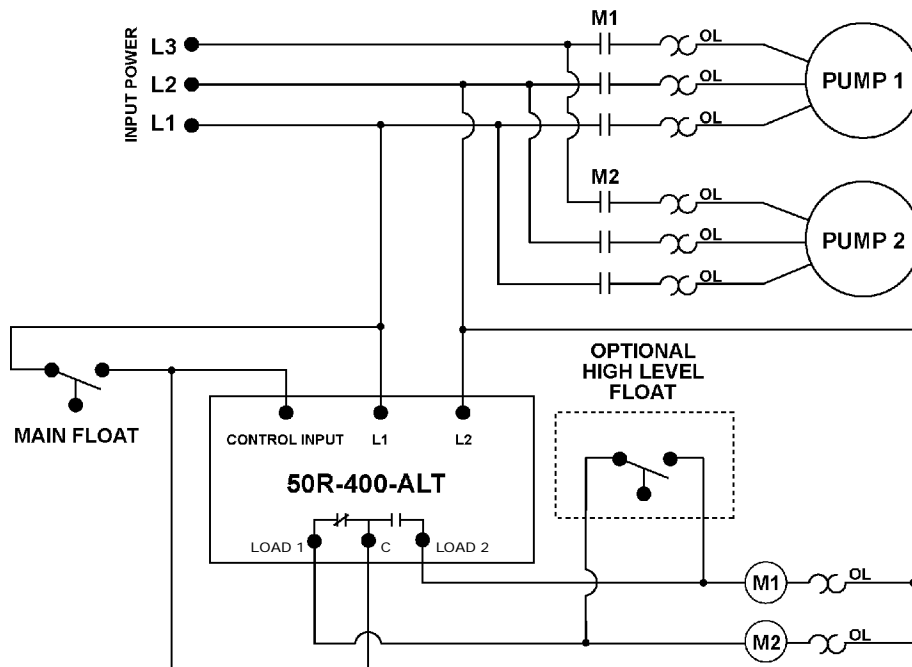 INPUT POWER
L3
L2
L1
M1
OL
OL
OL
PUMP 1
M2
OL
OL
OL
PUMP 2
MAIN FLOAT
OPTIONAL
HIGH LEVEL
FLOAT
CONTROL INPUT L1 L2
50R-400-ALT
LOAD 1 C LOAD 2
M1 OL
M2 OL